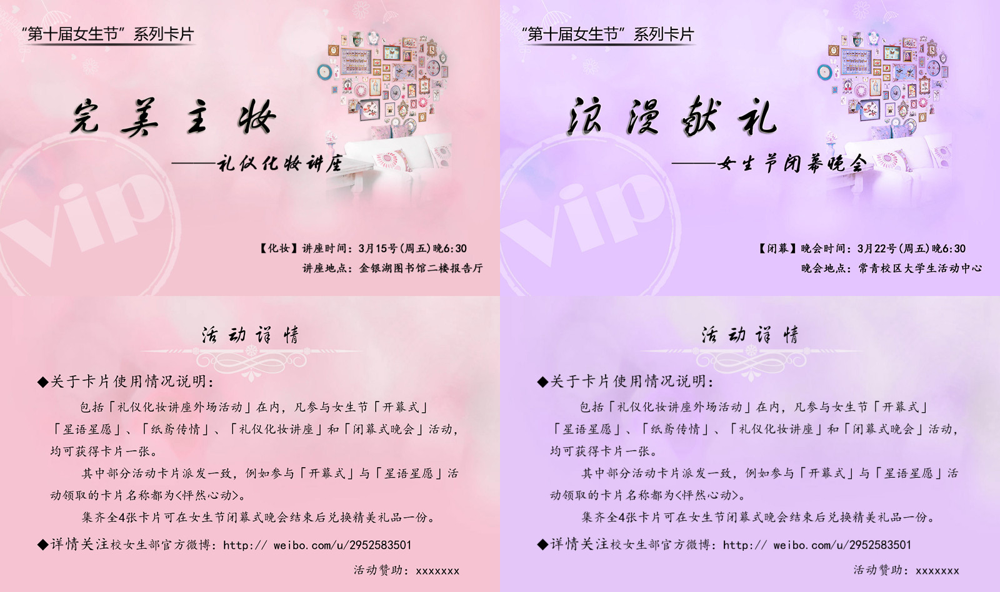 “第十届女生节”系列卡片
完美主妆
——礼仪化妆讲座
vip
【化妆】讲座时间：3月15号(周五)晚6:30
讲座地点：金银湖图书馆二楼报告厅
“第十届女生节”系列卡片
浪漫献礼
——女生节闭幕晚会
vip
【闭幕】晚会时间：3月22号(周五)晚6:30
晚会地点：常青校区大学生活动中心
活动详情
◆关于卡片使用情况说明：
包括「礼仪化妆讲座外场活动」在内，凡参与女生节「开幕式」
「星语星愿」、「纸鸢传情」、「礼仪化妆讲座」和「闭幕式晚会」活动，
均可获得卡片一张。
其中部分活动卡片派发一致，例如参与「开幕式」与「星语星愿」活
动领取的卡片名称都为<怦然心动>。
集齐全4张卡片可在女生节闭幕式晚会结束后兑换精美礼品一份。
◆详情关注校女生部官方微博：http:// weibo.com/u/2952583501
活动赞助：xxxxxxx
活动详情
◆关于卡片使用情况说明：
包括「礼仪化妆讲座外场活动」在内，凡参与女生节「开幕式」
「星语星愿」、「纸鸢传情」、「礼仪化妆讲座」和「闭幕式晚会」活动，
均可获得卡片一张。
其中部分活动卡片派发一致，例如参与「开幕式」与「星语星愿」活
动领取的卡片名称都为<怦然心动>。
集齐全4张卡片可在女生节闭幕式晚会结束后兑换精美礼品一份。
◆详情关注校女生部官方微博：http:// weibo.com/u/2952583501
活动赞助：xxxxxxx